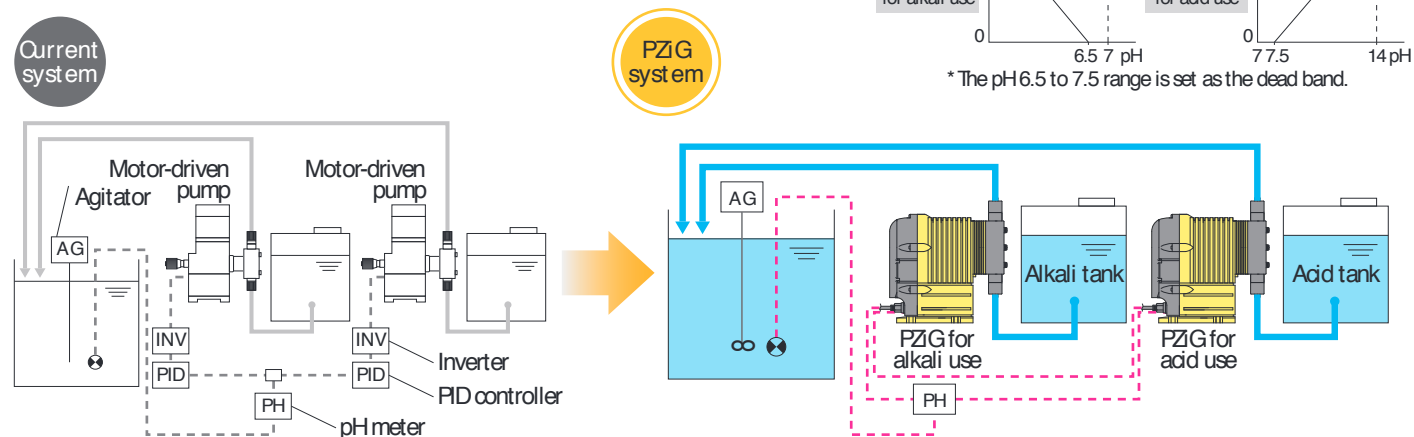 Current
system
PZiG
system
for alkali use
0
6.5 7 pH
for acid use
0
7 7.5 14 pH
* The pH 6.5 to 7.5 range is set as the dead band.
Motor-driven
pump
Motor-driven
pump
Agitator
AG
INV
INV
Inverter
PID
PID
PID controller
PH
pH meter
AG
Alkali tank
Acid tank
PZiG for
alkali use
PZiG for
acid use
PH